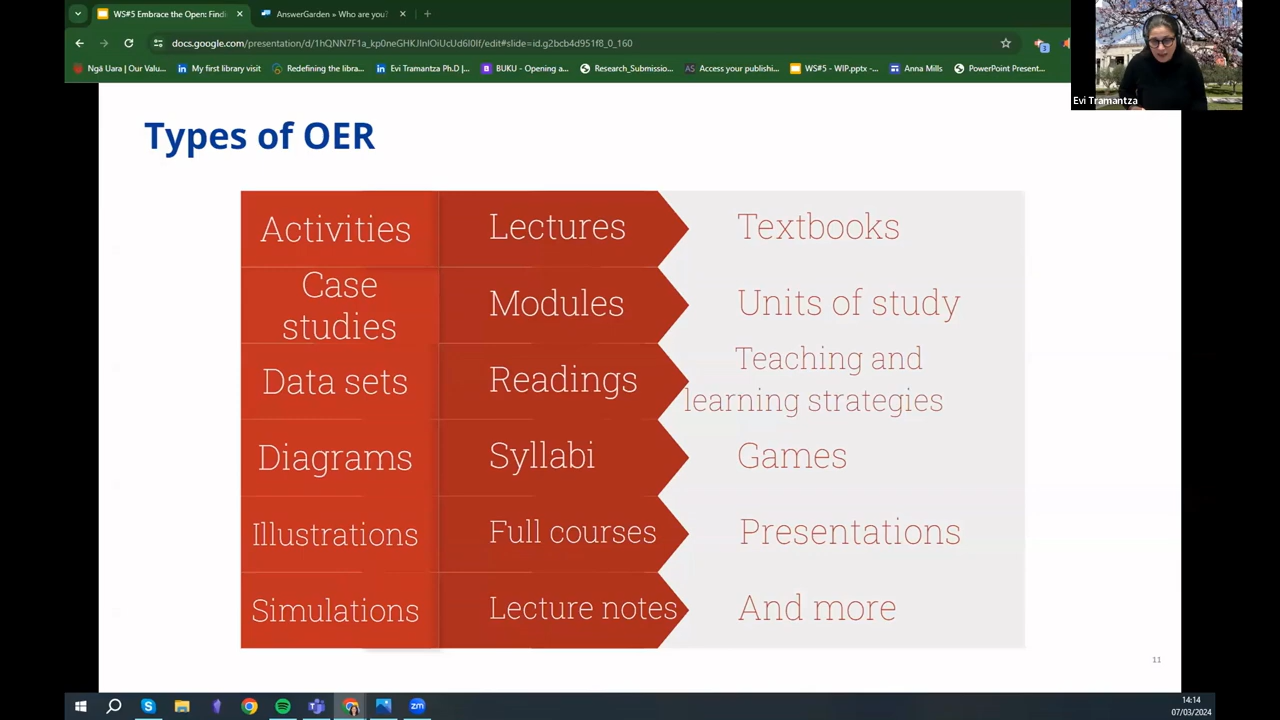 WS#5 Embrace the Open: Findi
AnswerGarden » Who are you?
docs.google.com/presentation/d/1hQNN7F1a_kp0neGHKJInIOiUcUd6I0lf/edit#slide=id.g2bcb4d951f8_0_160
3
Ngā Uara | Our Valu...
My first library visit
Redefining the libra...
Evi Tramantza Ph.D |...
BUKU - Opening a...
Research_Submissio...
Access your publishi...
WS#5 - WIP.pptx -...
Anna Mills
PowerPoint Present...
Evi Tramantza
Types of OER
Activities
Lectures
Textbooks
Case
studies
Modules
Units of study
Data sets
Readings
Teaching and
learning strategies
Diagrams
Syllabi
Games
Illustrations
Full courses
Presentations
Simulations
Lecture notes
And more
11
14:14
07/03/2024